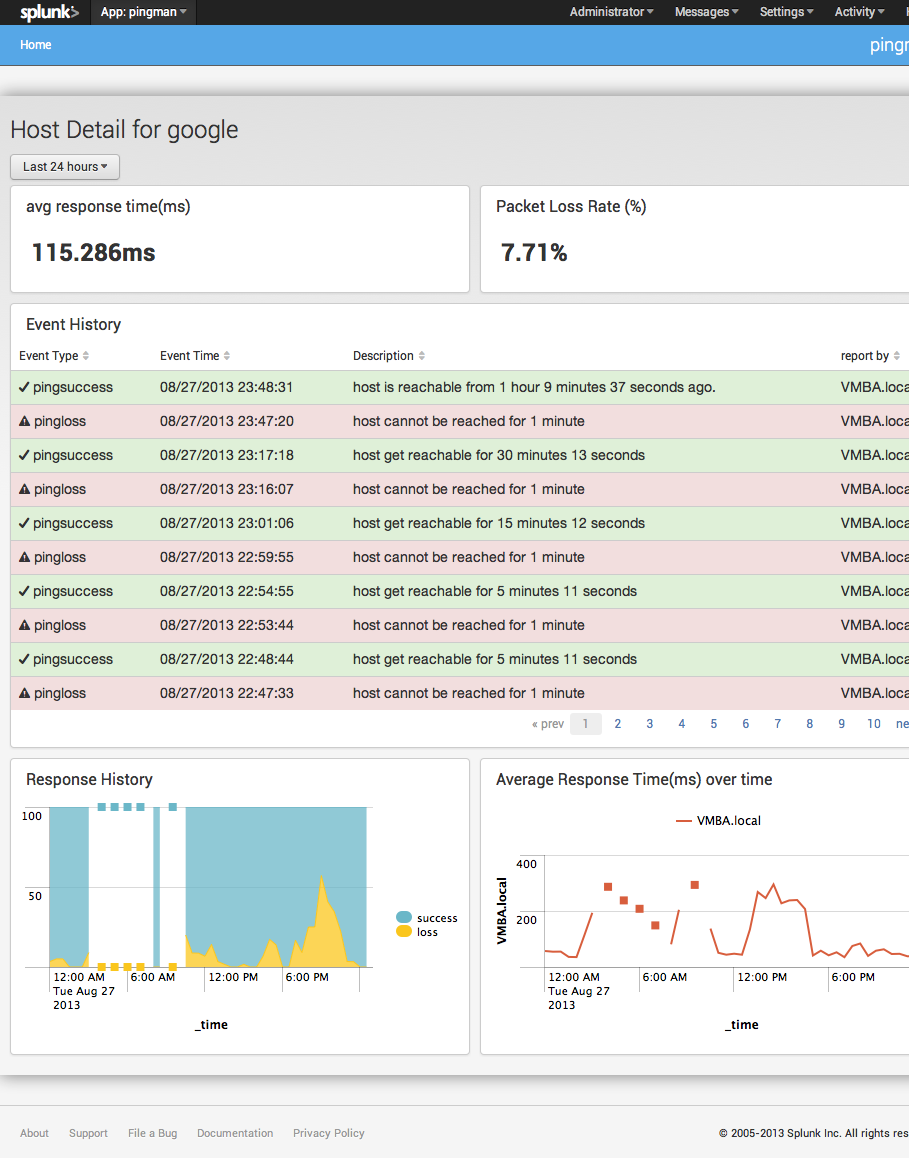 splunk> App: pingman Administrator Messages Settings Activity
Home
Host Detail for google
Last 24 hours
avg response time(ms) Packet Loss Rate (%)
115.286ms 7.71%
Event History
Event Type Event Time Description report by
pingsuccess 08/27/2013 23:48:31 host is reachable from 1 hour 9 minutes 37 seconds ago. VMBA.loca
pingloss 08/27/2013 23:47:20 host cannot be reached for 1 minute VMBA.loca
pingsuccess 08/27/2013 23:17:18 host get reachable for 30 minutes 13 seconds VMBA.loca
pingloss 08/27/2013 23:16:07 host cannot be reached for 1 minute VMBA.loca
pingsuccess 08/27/2013 23:01:06 host get reachable for 15 minutes 12 seconds VMBA.loca
pingloss 08/27/2013 22:59:55 host cannot be reached for 1 minute VMBA.loca
pingsuccess 08/27/2013 22:54:55 host get reachable for 5 minutes 11 seconds VMBA.loca
pingloss 08/27/2013 22:53:44 host cannot be reached for 1 minute VMBA.loca
pingsuccess 08/27/2013 22:48:44 host get reachable for 5 minutes 11 seconds VMBA.loca
pingloss 08/27/2013 22:47:33 host cannot be reached for 1 minute VMBA.loca
« prev 1 2 3 4 5 6 7 8 9 10 ne
Response History
100
50
success
loss
12:00 AM 6:00 AM 12:00 PM 6:00 PM
Tue Aug 27
2013
_time
Average Response Time(ms) over time
VMBA.local
400
200
VMBA.local
12:00 AM 6:00 AM 12:00 PM 6:00 PM
Tue Aug 27
2013
_time
About Support File a Bug Documentation Privacy Policy © 2005-2013 Splunk Inc. All rights res